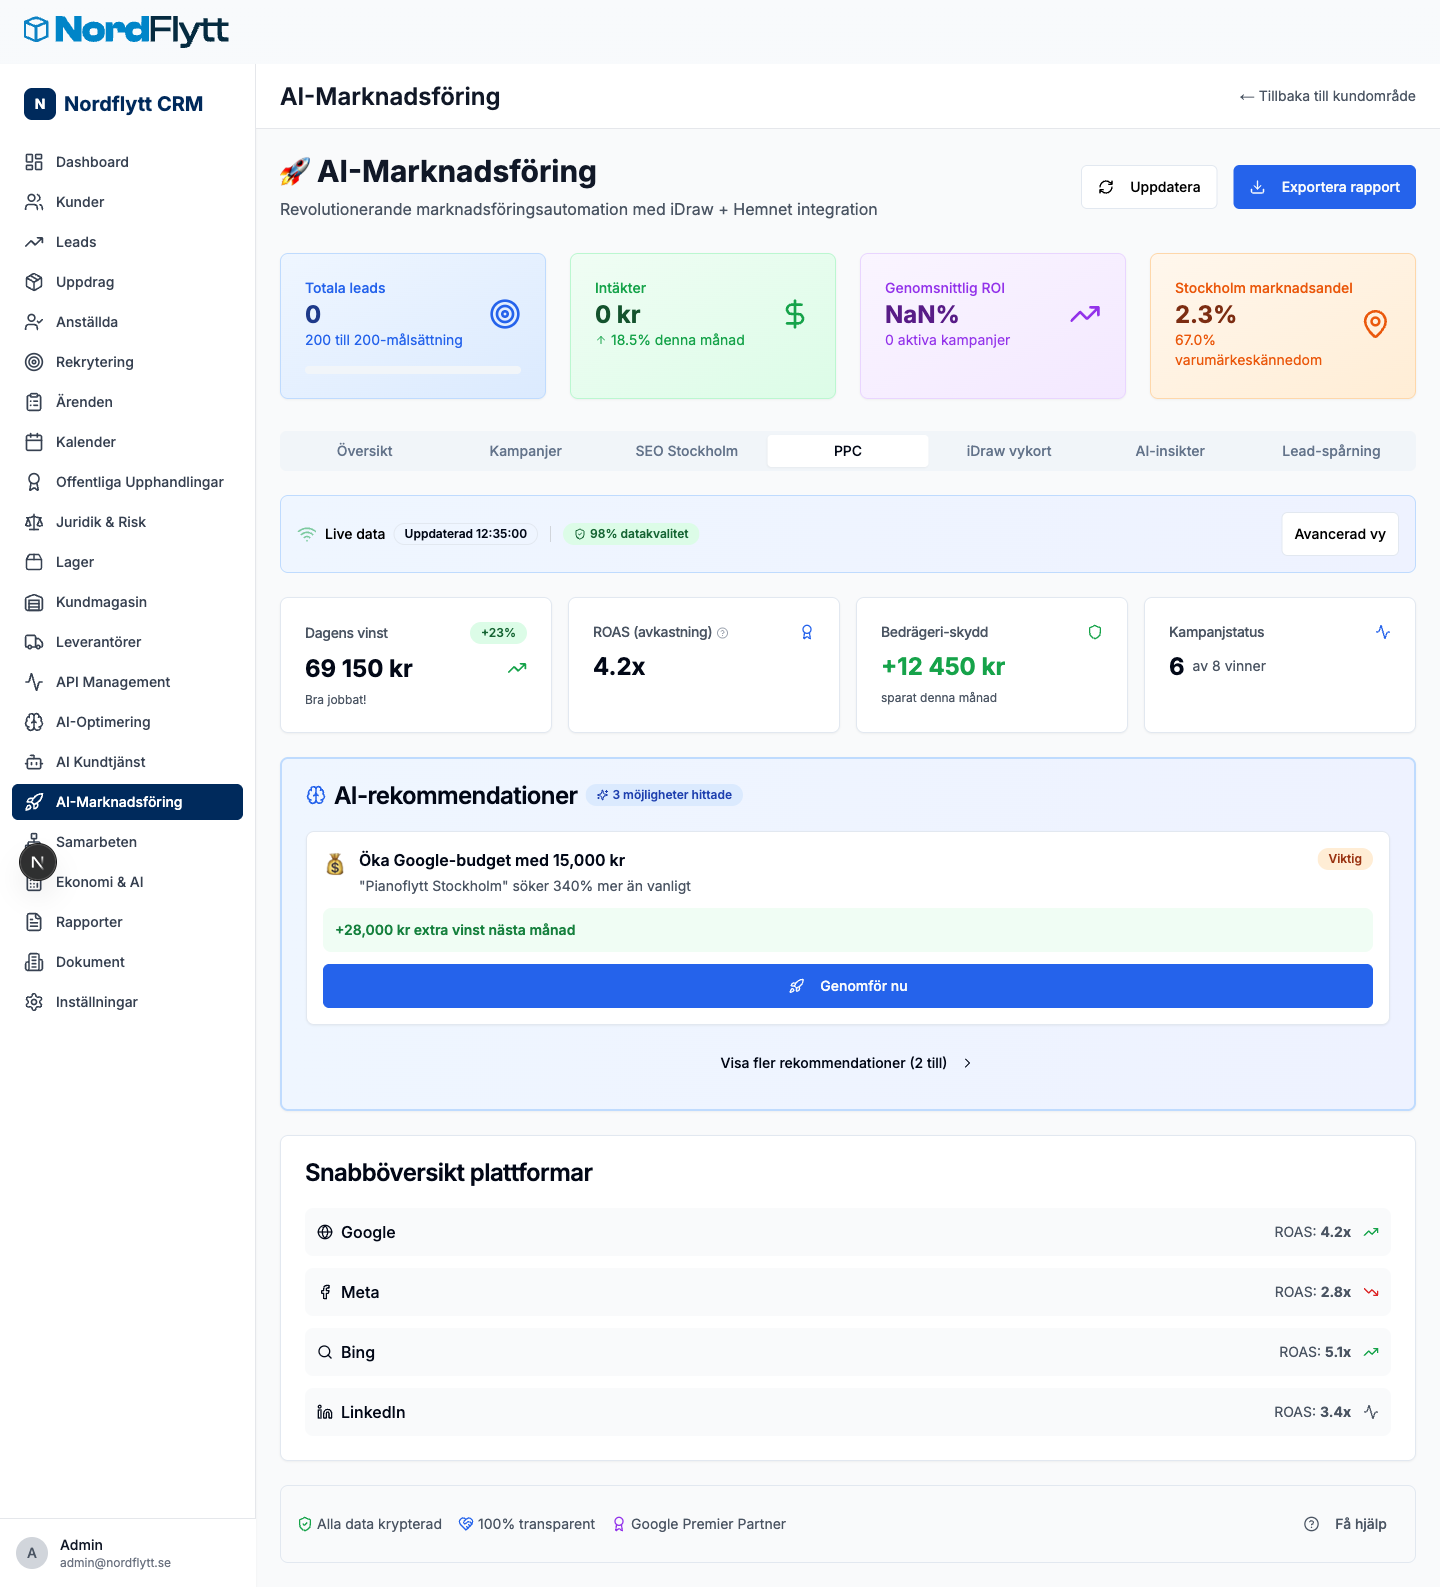 NordFlytt
N Nordflytt CRM
Dashboard
Kunder
Leads
Uppdrag
Anställda
Rekrytering
Ärenden
Kalender
Offentliga Upphandlingar
Juridik & Risk
Lager
Kundmagasin
Leverantörer
API Management
AI-Optimering
AI Kundtjänst
AI-Marknadsföring
Samarbeten
N
Ekonomi & AI
Rapporter
Dokument
Inställningar
A
Admin
admin@nordflytt.se
AI-Marknadsföring
← Tillbaka till kundområde
🚀 AI-Marknadsföring
Revolutionerande marknadsföringsautomation med iDraw + Hemnet integration
Uppdatera
Exportera rapport
Totala leads
0
200 till 200-målsättning
Intäkter
0 kr
↑ 18.5% denna månad
Genomsnittlig ROI
NaN%
0 aktiva kampanjer
Stockholm marknadsandel
2.3%
67.0%
varumärkeskännedom
Översikt
Kampanjer
SEO Stockholm
PPC
iDraw vykort
AI-insikter
Lead-spårning
Live data
Uppdaterad 12:35:00
98% datakvalitet
Avancerad vy
Dagens vinst
+23%
69 150 kr
Bra jobbat!
ROAS (avkastning)
4.2x
Bedrägeri-skydd
+12 450 kr
sparat denna månad
Kampanjstatus
6 av 8 vinner
AI-rekommendationer
3 möjligheter hittade
Öka Google-budget med 15,000 kr
Viktig
"Pianoflytt Stockholm" söker 340% mer än vanligt
+28,000 kr extra vinst nästa månad
Genomför nu
Visa fler rekommendationer (2 till)
Snabböversikt plattformar
Google
ROAS: 4.2x
Meta
ROAS: 2.8x
Bing
ROAS: 5.1x
LinkedIn
ROAS: 3.4x
Alla data krypterad
100% transparent
Google Premier Partner
Få hjälp